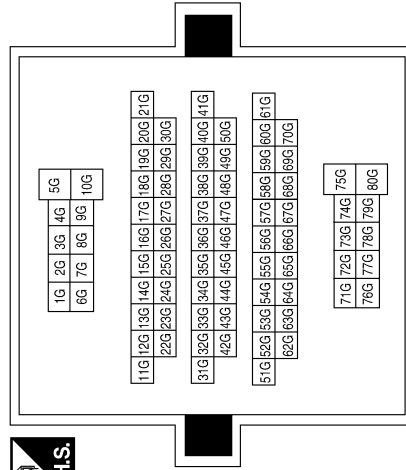 1G 2G 3G 4G 5G
6G 7G 8G 9G 10G
11G 12G 13G 14G 15G 16G 17G 18G 19G 20G 21G
22G 23G 24G 25G 26G 27G 28G 29G 30G
31G 32G 33G 34G 35G 36G 37G 38G 39G 40G 41G
42G 43G 44G 45G 46G 47G 48G 49G 50G
51G 52G 53G 54G 55G 56G 57G 58G 59G 60G 61G
62G 63G 64G 65G 66G 67G 68G 69G 70G
71G 72G 73G 74G 75G
76G 77G 78G 79G 80G
H.S.